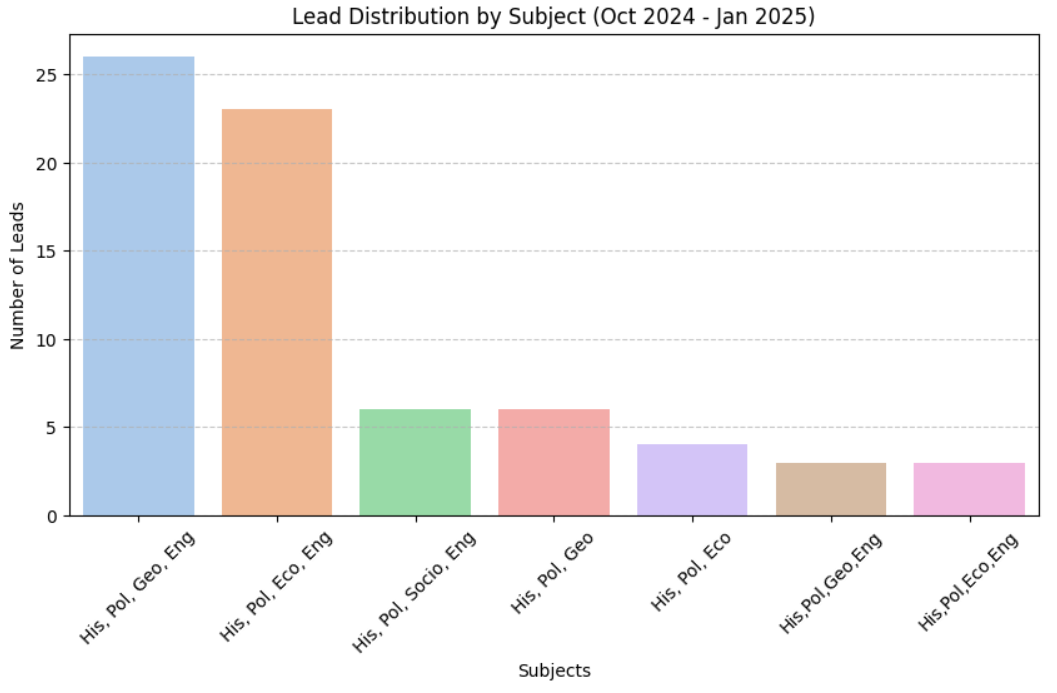 Lead Distribution by Subject (Oct 2024 - Jan 2025)
Number of Leads
25
20
15
10
5
0
His, Pol, Geo, Eng
His, Pol, Eco, Eng
His, Pol, Socio, Eng
His, Pol, Geo
His, Pol, Eco
His,Pol,Geo,Eng
His,Pol,Eco,Eng
Subjects